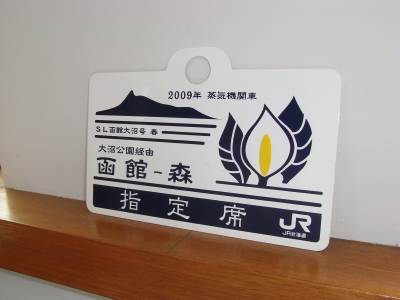 2009年 蒸気機関車
SL函館大沼号 春
大沼公園経由
函館-森
指定席
JR
JR北海道